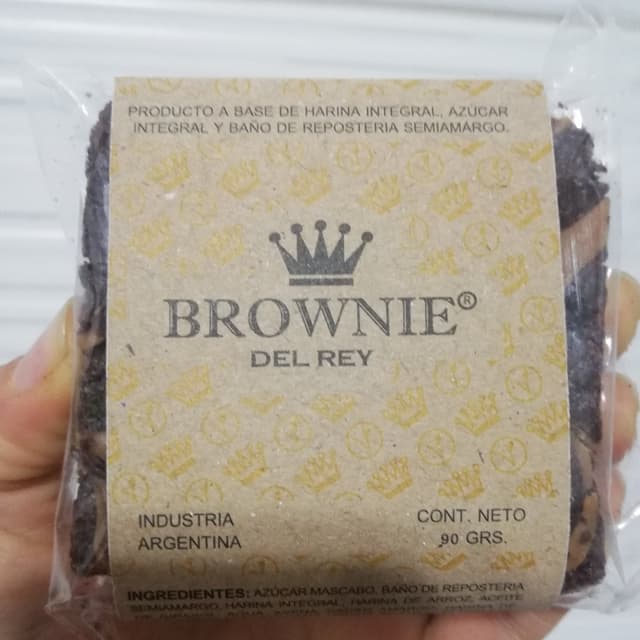 PRODUCTO A BASE DE HARINA INTEGRAL, AZÚCAR
INTEGRAL Y BAÑO DE REPOSTERIA SEMIAMARGO.
BROWNIE®
DEL REY
INDUSTRIA
ARGENTINA
CONT. NETO
90 GRS.
INGREDIENTES: AZÚCAR MASCABO, BAÑO DE REPOSTERIA
SEMIAMARGO, HARINA INTEGRAL, HARINA DE ARROZ, ACEITE